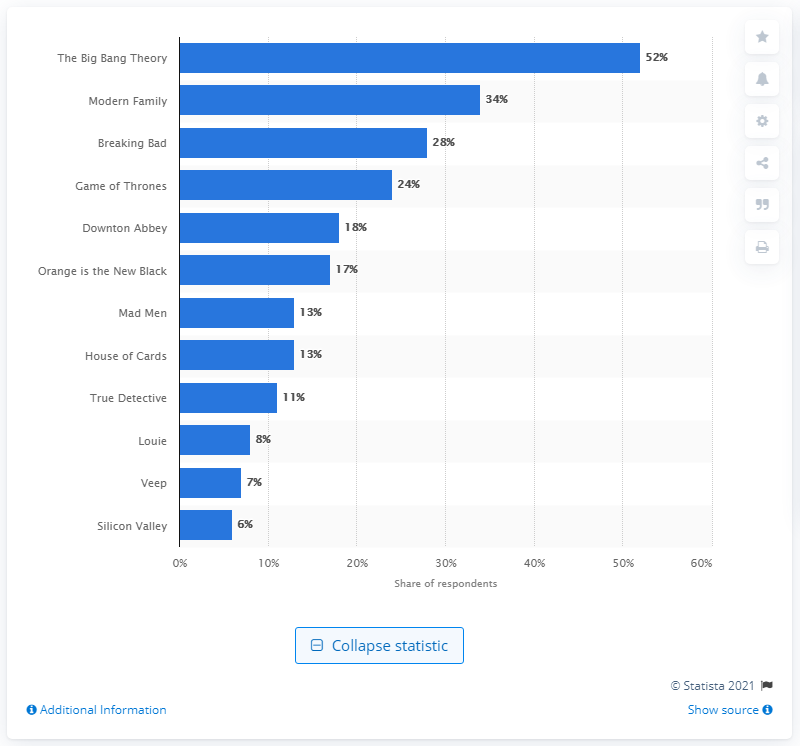 The Big Bang Theory 52%
Modern Family 34%
Breaking Bad 28%
Game of Thrones 24%
Downton Abbey 18%
Orange is the New Black 17%
Mad Men 13%
House of Cards 13%
True Detective 11%
Louie 8%
Veep 7%
Silicon Valley 6%
0% 10% 20% 30% 40% 50% 60%
Share of respondents
Collapse statistic
© Statista 2021
Additional Information Show source